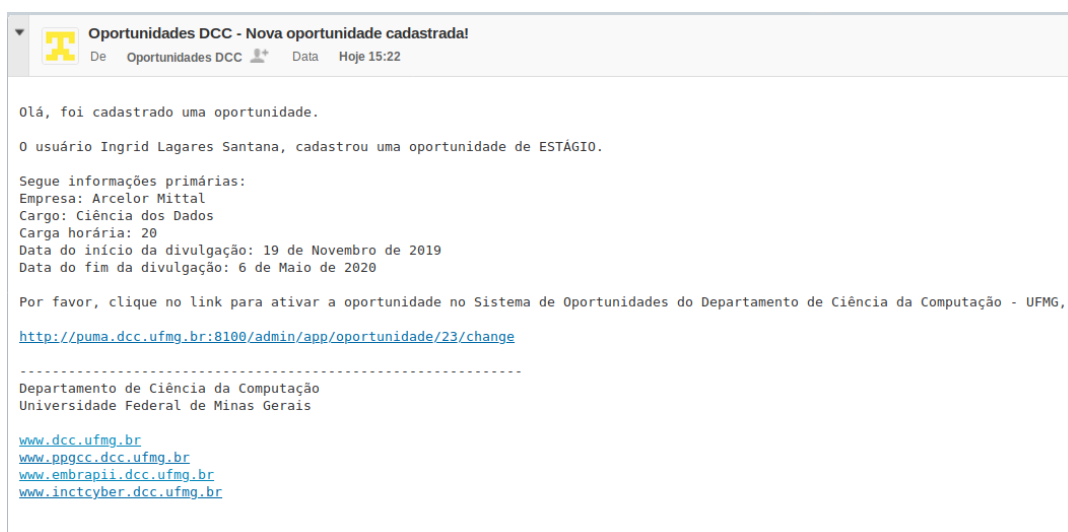 Oportunidades DCC - Nova oportunidade cadastrada!
De Oportunidades DCC Data Hoje 15:22
Olá, foi cadastrado uma oportunidade.
O usuário Ingrid Lagares Santana, cadastrou uma oportunidade de ESTÁGIO.
Segue informações primárias:
Empresa: Arcelor Mittal
Cargo: Ciência dos Dados
Carga horária: 20
Data do início da divulgação: 19 de Novembro de 2019
Data do fim da divulgação: 6 de Maio de 2020
Por favor, clique no link para ativar a oportunidade no Sistema de Oportunidades do Departamento de Ciência da Computação - UFMG,
http://puma.dcc.ufmg.br:8100/admin/app/oportunidade/23/change
-------------------------------------------------------------
Departamento de Ciência da Computação
Universidade Federal de Minas Gerais
www.dcc.ufmg.br
www.ppgcc.dcc.ufmg.br
www.embrapii.dcc.ufmg.br
www.inctcyber.dcc.ufmg.br